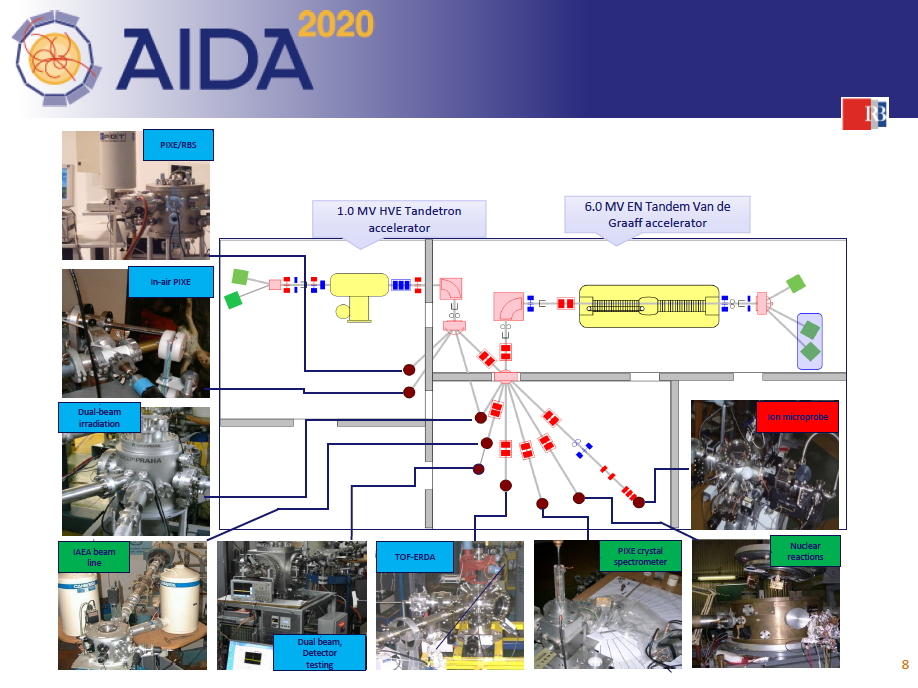 AIDA
2020
RB
PIXE/RBS
1.0 MV HVE Tandetron
accelerator
6.0 MV EN Tandem Van de
Graaff accelerator
In-air PIXE
Dual-beam
irradiation
Ion microprobe
IAEA beam
line
TOF-ERDA
PIXE crystal
spectrometer
Nuclear
reactions
Dual beam,
Detector
testing
8